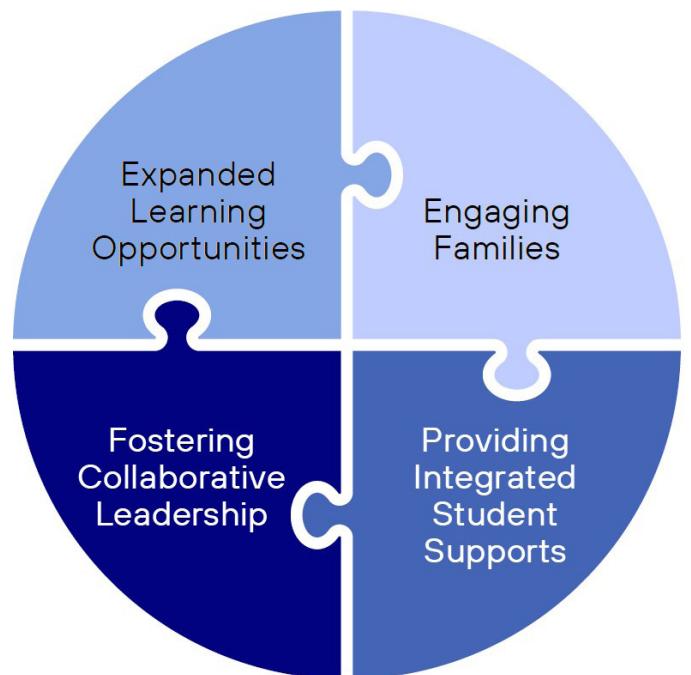 Expanded
Learning
Opportunities
Engaging
Families
Fostering
Collaborative
Leadership
Providing
Integrated
Student
Supports